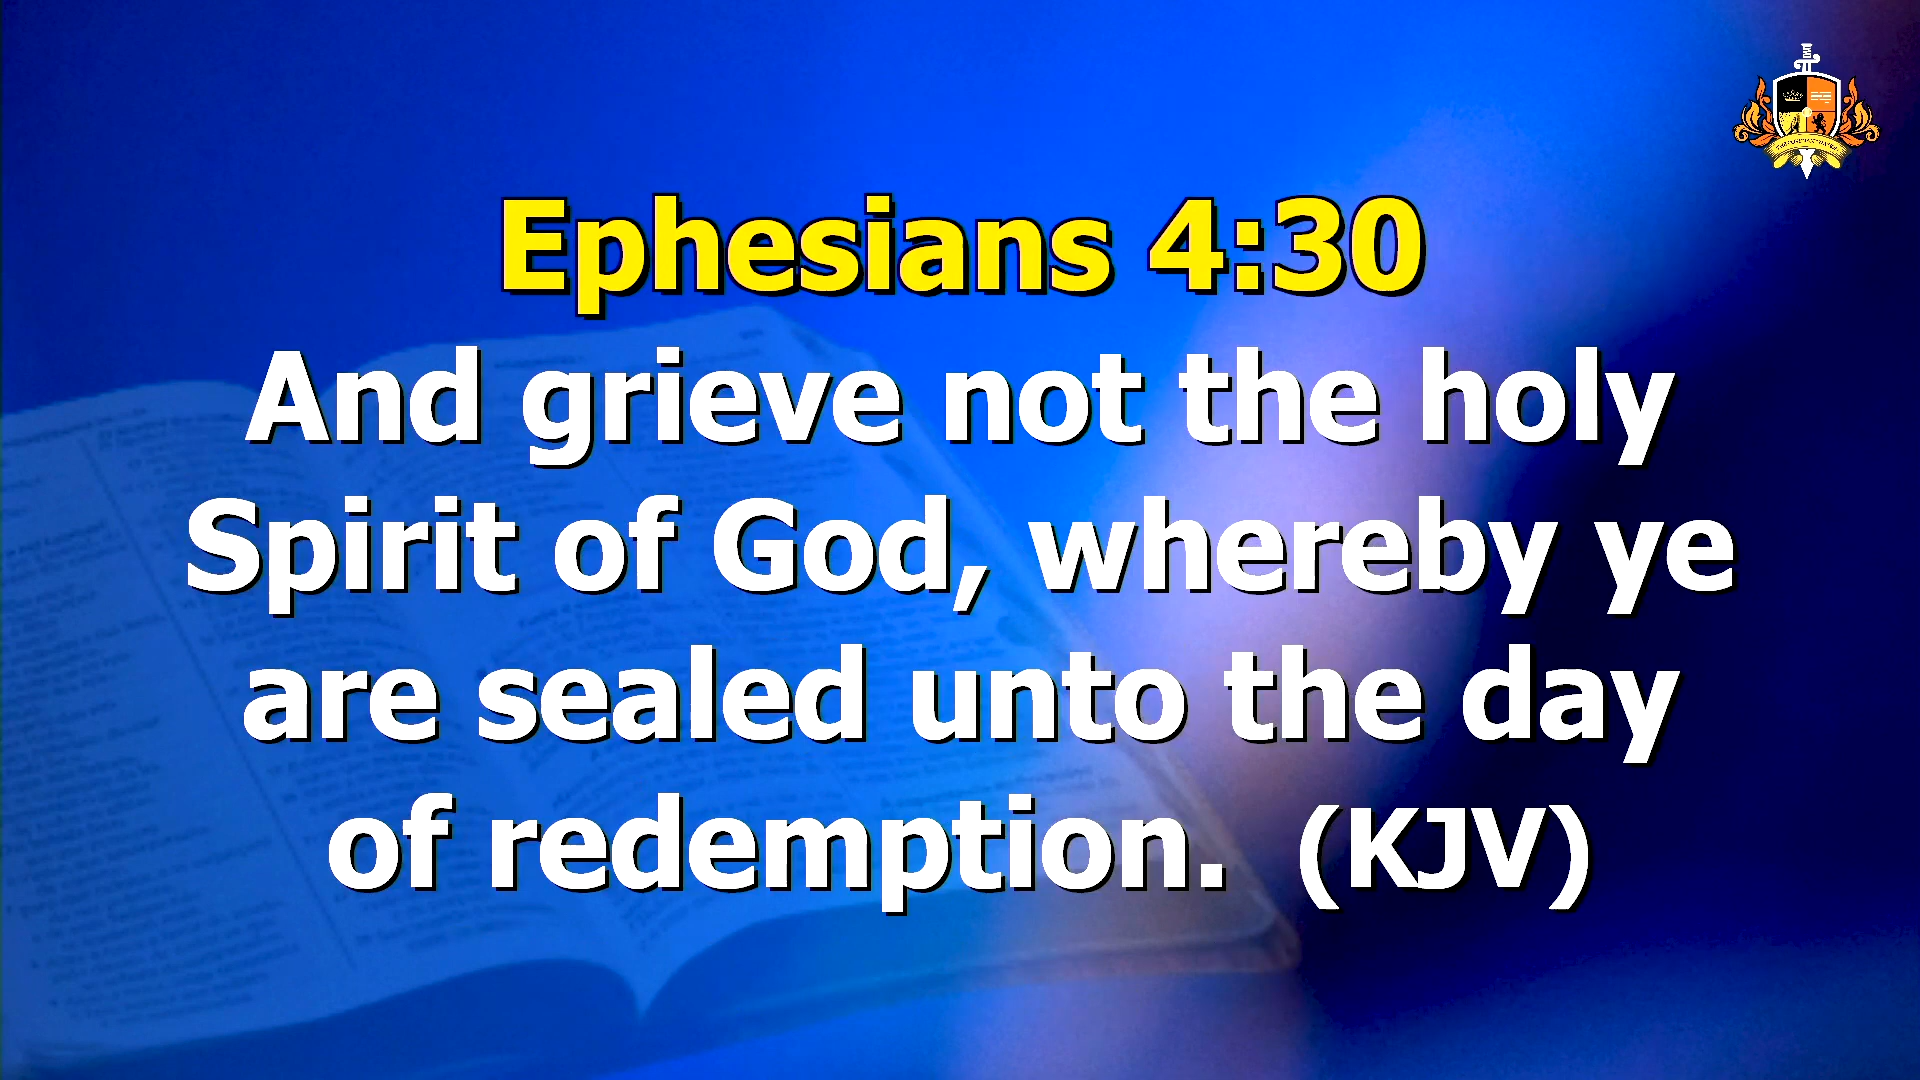 Ephesians 4:30
And grieve not the holy
Spirit of God, whereby ye
are sealed unto the day
of redemption. (KJV)